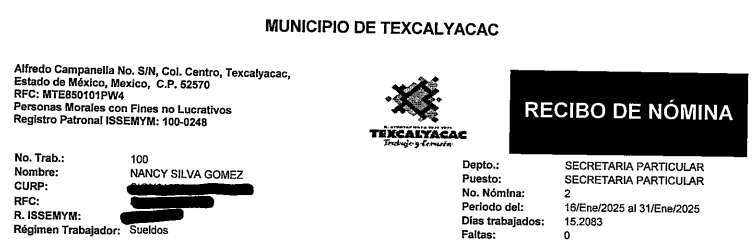 MUNICIPIO DE TEXCALYACAC
Alfredo Campanella No. S/N, Col. Centro, Texcalyacac,
Estado de México, Mexico, C.P. 52570
RFC: MTE850101PW4
Personas Morales con Fines no Lucrativos
Registro Patronal ISSEMYM: 100-0248
TEXCALYACAC
Trabajo y Corazón
RECIBO DE NÓMINA
No. Trab.: 100
Nombre: NANCY SILVA GOMEZ
CURP:
RFC:
R. ISSEMYM:
Régimen Trabajador: Sueldos
Depto.: SECRETARIA PARTICULAR
Puesto: SECRETARIA PARTICULAR
No. Nómina: 2
Periodo del: 16/Ene/2025 al 31/Ene/2025
Días trabajados: 15.2083
Faltas: 0